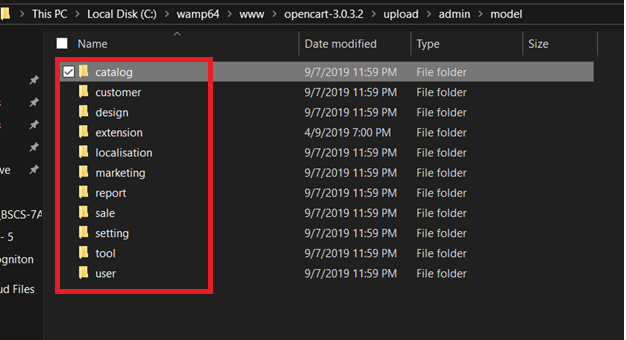 This PC > Local Disk (C:) > wamp64 > www > opencart-3.0.3.2 > upload > admin > model
Name Date modified Type Size
catalog 9/7/2019 11:59 PM File folder
customer 9/7/2019 11:59 PM File folder
design 9/7/2019 11:59 PM File folder
extension 4/9/2019 7:00 PM File folder
localisation 9/7/2019 11:59 PM File folder
marketing 9/7/2019 11:59 PM File folder
ve
report 9/7/2019 11:59 PM File folder
_BSCS-7A
sale 9/7/2019 11:59 PM File folder
- 5
setting 9/7/2019 11:59 PM File folder
ogniton
tool 9/7/2019 11:59 PM File folder
user 9/7/2019 11:59 PM File folder
ud Files